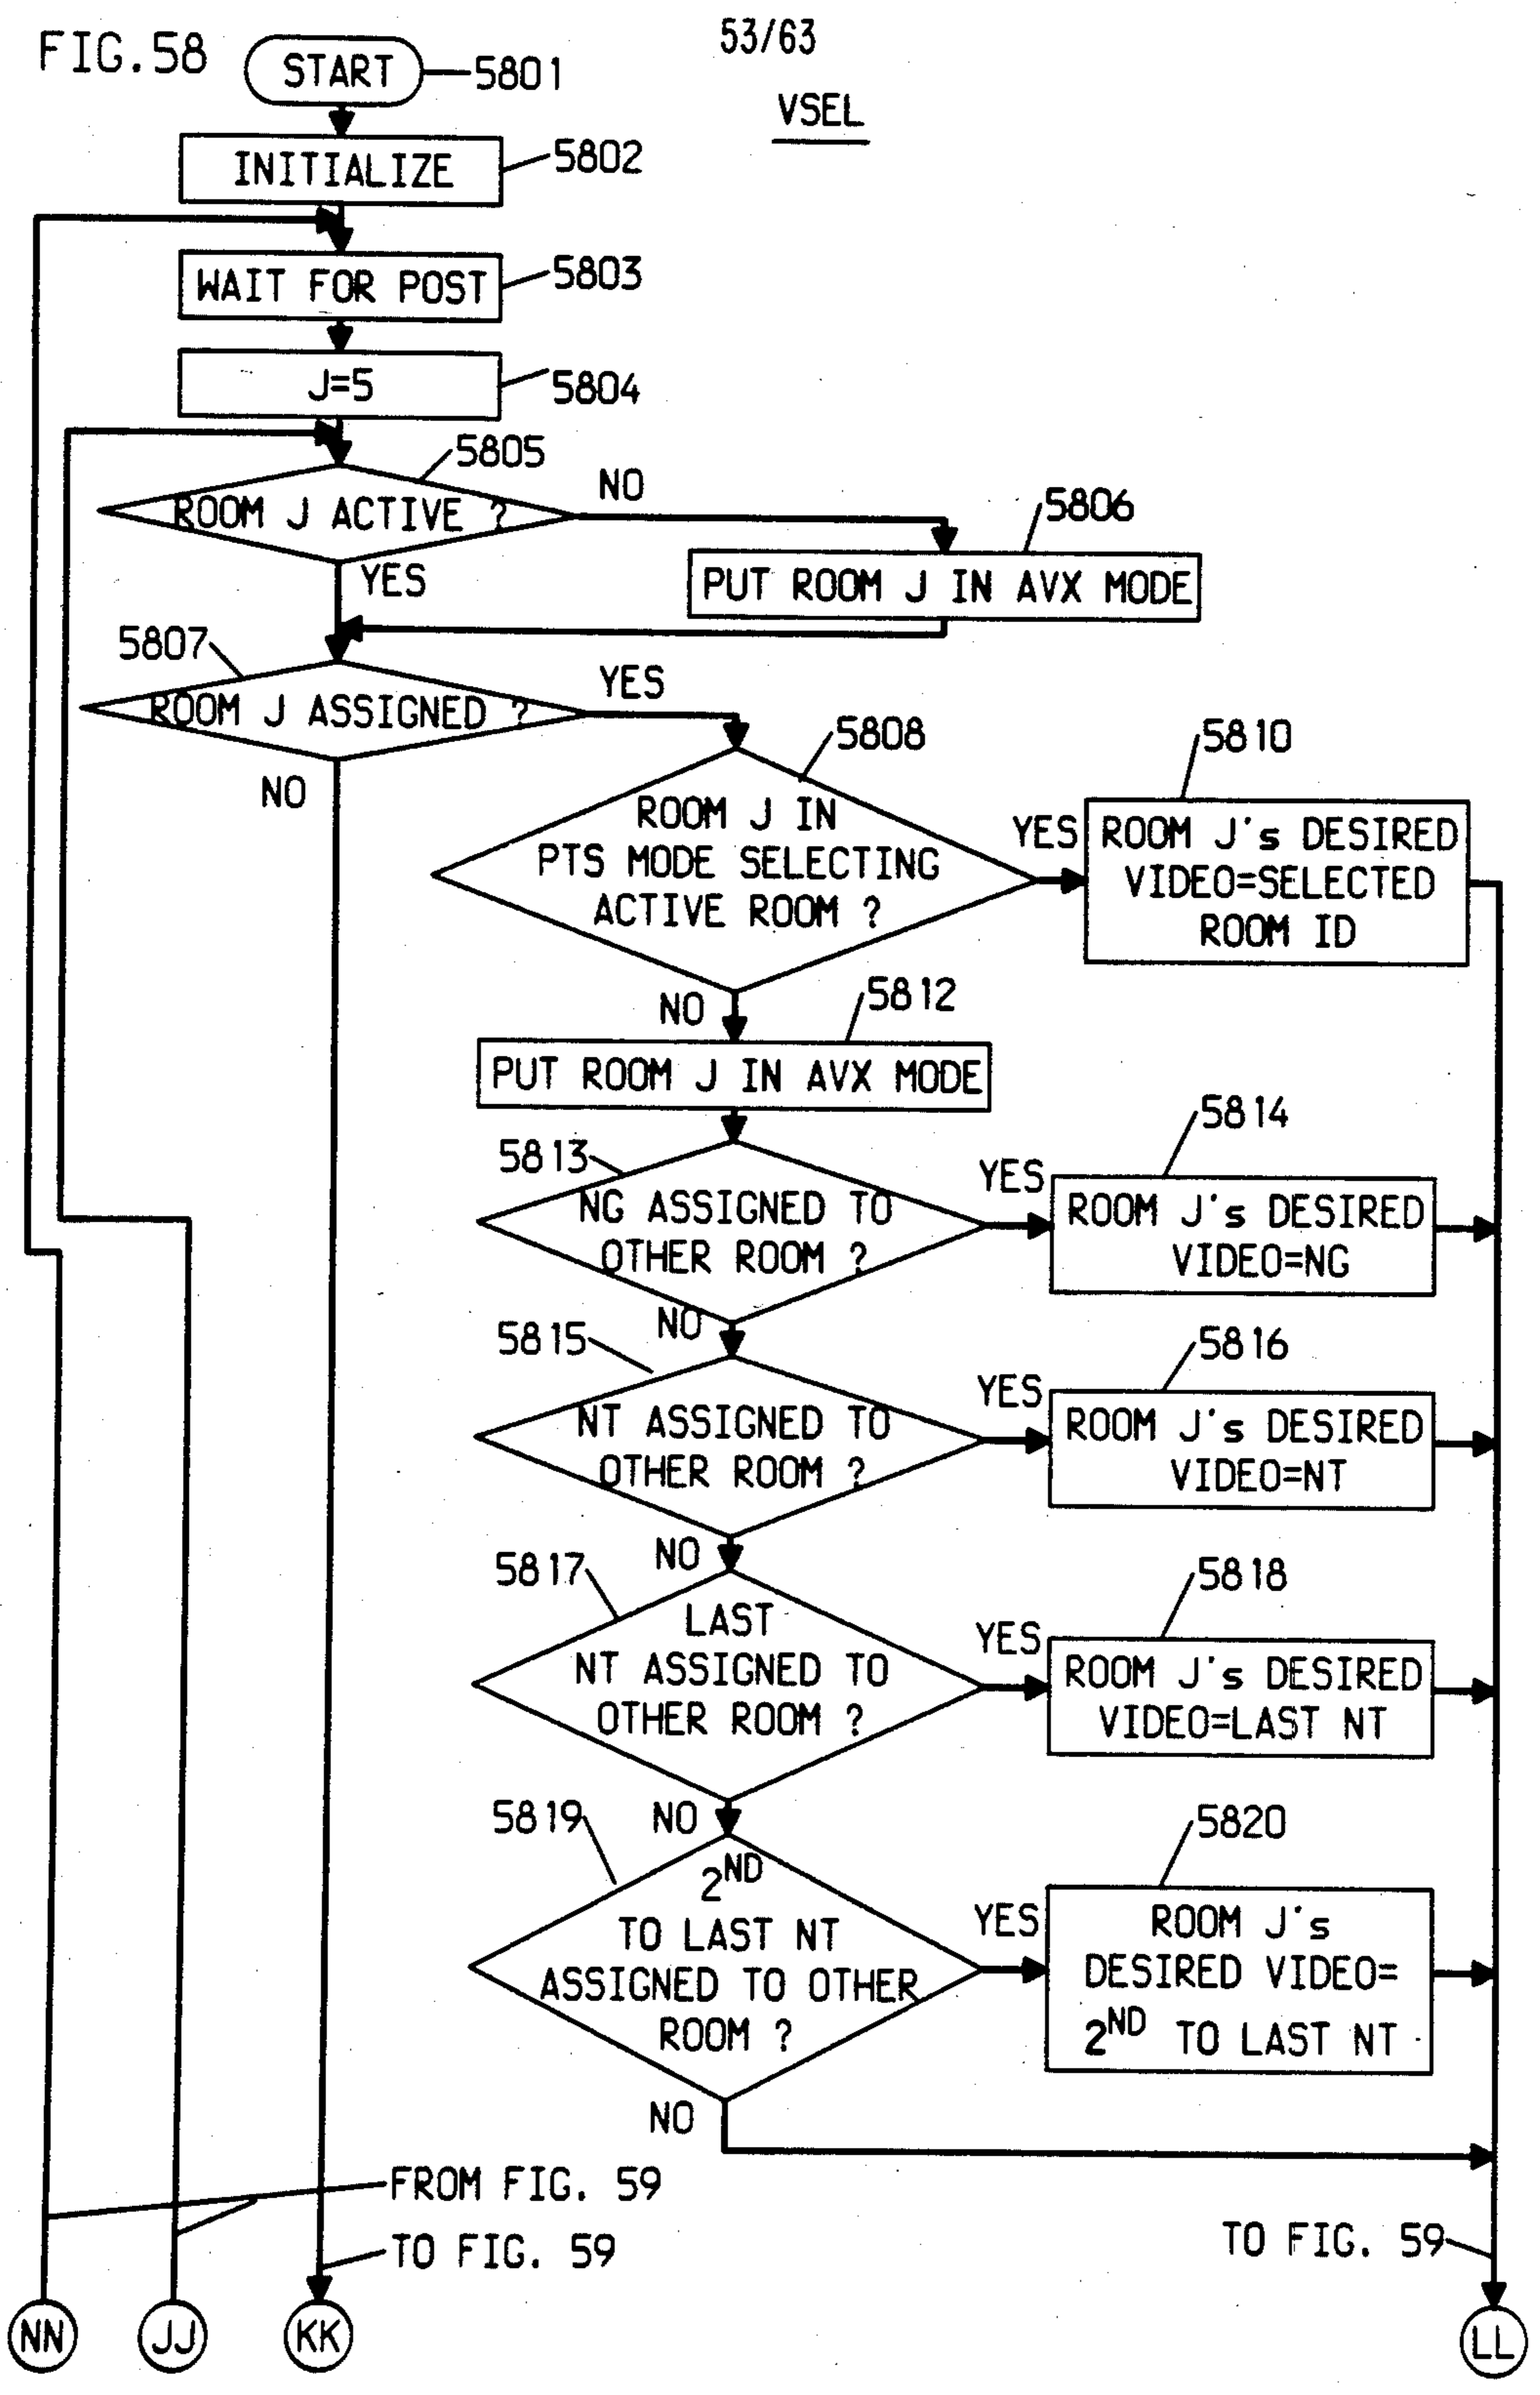 FIG.58
53/63
VSEL
START
5801
INITIALIZE
5802
WAIT FOR POST
5803
J=5
5804
5805
ROOM J ACTIVE ?
NO
YES
5806
PUT ROOM J IN AVX MODE
5807
ROOM J ASSIGNED ?
YES
NO
5808
ROOM J IN
PTS MODE SELECTING
ACTIVE ROOM ?
YES
NO
5810
ROOM J's DESIRED
VIDEO=SELECTED
ROOM ID
5812
PUT ROOM J IN AVX MODE
5813
NG ASSIGNED TO
OTHER ROOM ?
YES
NO
5814
ROOM J's DESIRED
VIDEO=NG
5815
NT ASSIGNED TO
OTHER ROOM ?
YES
NO
5816
ROOM J's DESIRED
VIDEO=NT
5817
LAST
NT ASSIGNED TO
OTHER ROOM ?
YES
NO
5818
ROOM J's DESIRED
VIDEO=LAST NT
5819
2ND
TO LAST NT
ASSIGNED TO OTHER
ROOM ?
YES
NO
5820
ROOM J's
DESIRED VIDEO=
2ND TO LAST NT
FROM FIG. 59
TO FIG. 59
TO FIG. 59
NN
JJ
KK
LL